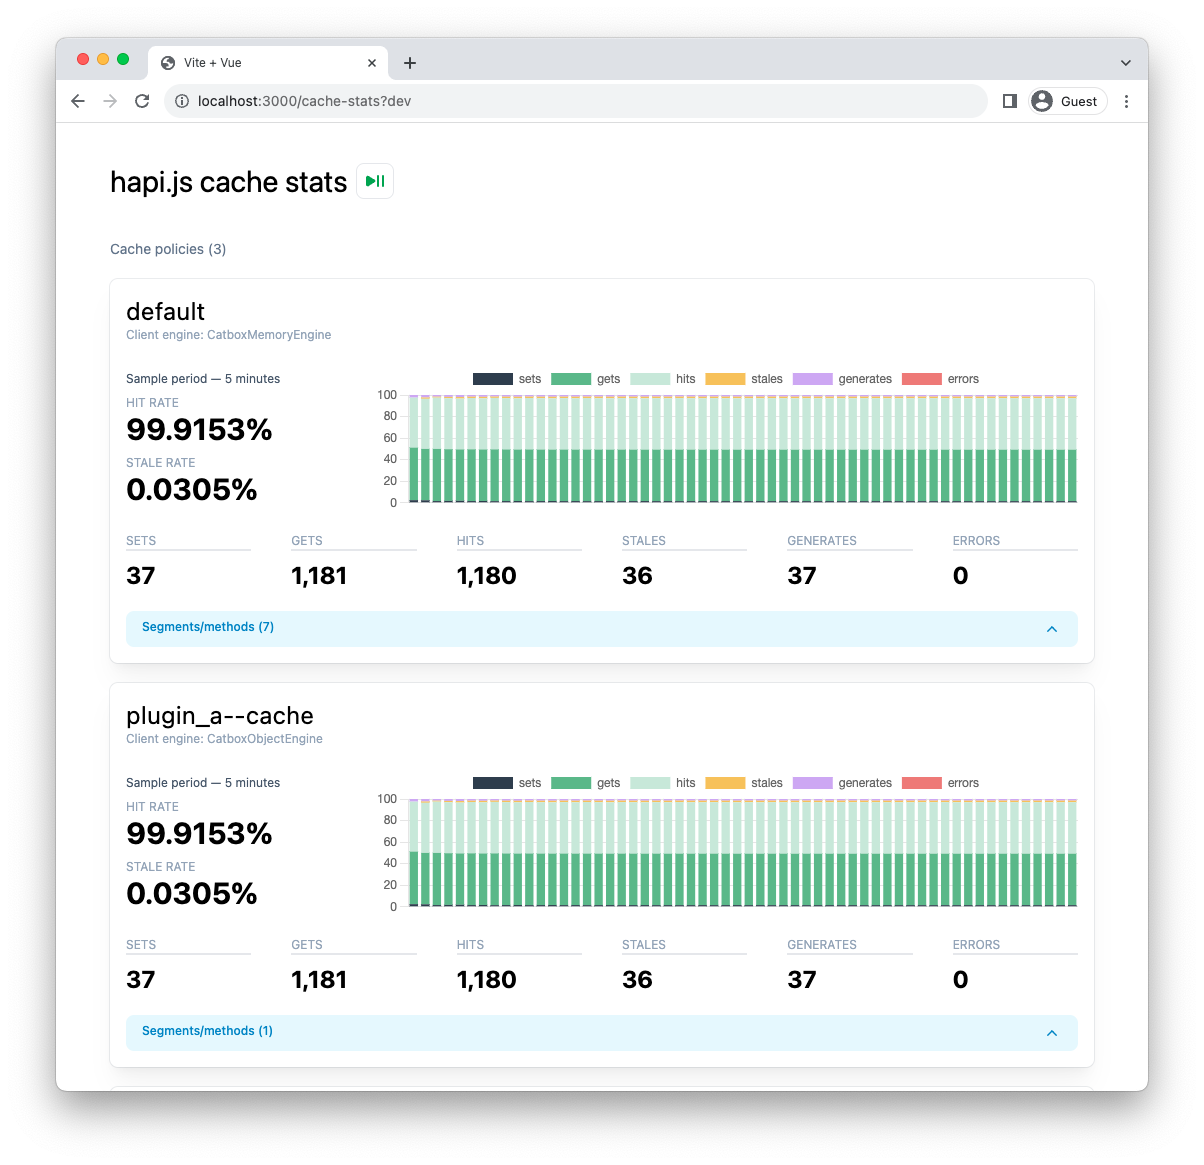 Vite + Vue
localhost:3000/cache-stats?dev
Guest
hapi.js cache stats
Cache policies (3)
default
Client engine: CatboxMemoryEngine
Sample period — 5 minutes
sets gets hits stales generates errors
HIT RATE
99.9153%
STALE RATE
0.0305%
100
80
60
40
20
0
SETS GETS HITS STALES GENERATES ERRORS
37 1,181 1,180 36 37 0
Segments/methods (7)
plugin_a--cache
Client engine: CatboxObjectEngine
Sample period — 5 minutes
sets gets hits stales generates errors
HIT RATE
99.9153%
STALE RATE
0.0305%
100
80
60
40
20
0
SETS GETS HITS STALES GENERATES ERRORS
37 1,181 1,180 36 37 0
Segments/methods (1)